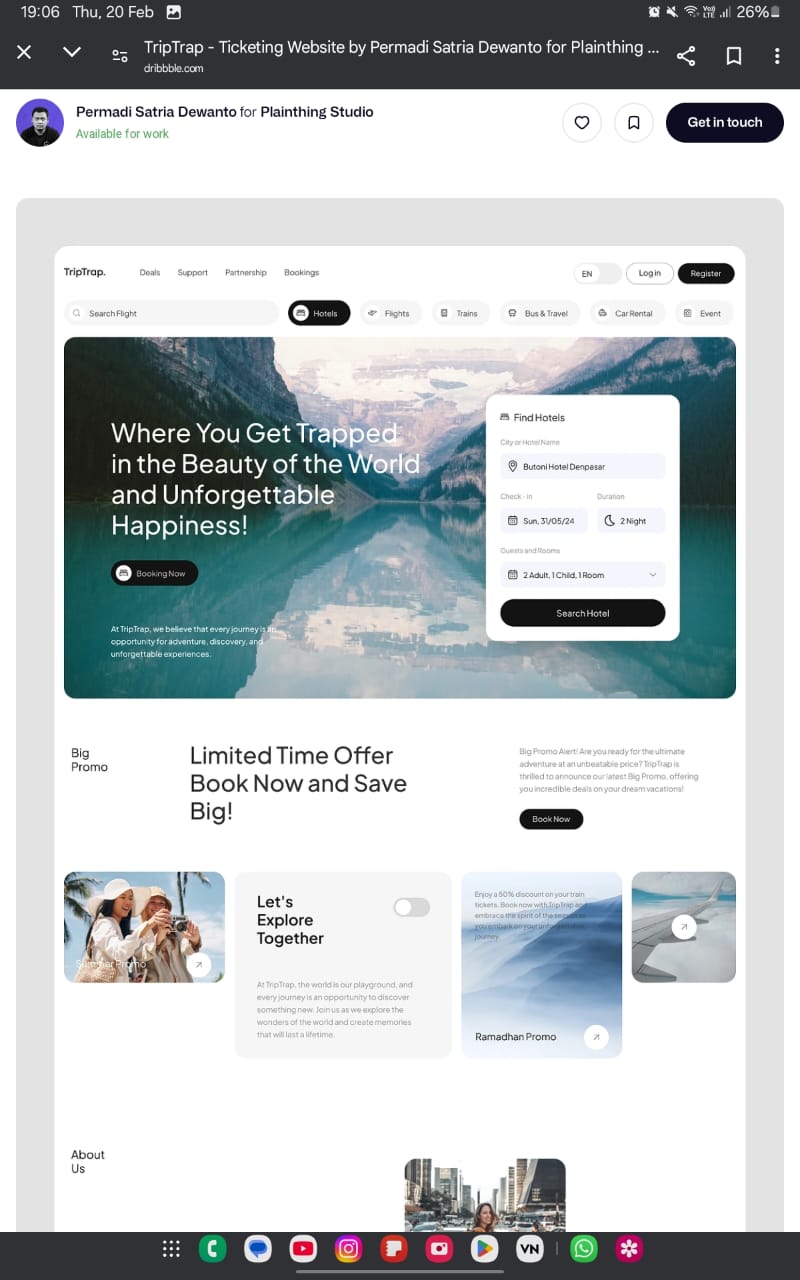 19:06 Thu, 20 Feb
Vo))
LTE
26%
TripTrap - Ticketing Website by Permadi Satria Dewanto for Plainthing ...
dribbble.com
Permadi Satria Dewanto for Plainthing Studio
Available for work
Get in touch
TripTrap.
Deals
Support
Partnership
Bookings
EN
Log in
Register
Search Flight
Hotels
Flights
Trains
Bus & Travel
Car Rental
Event
Where You Get Trapped
in the Beauty of the World
and Unforgettable
Happiness!
Booking Now
At TripTrap, we believe that every journey is an
opportunity for adventure, discovery, and
unforgettable experiences.
Find Hotels
City or Hotel Name
Butoni Hotel Denpasar
Check - in
Duration
Sun, 31/05/24
2 Night
Guests and Rooms
2 Adult, 1 Child, 1 Room
Search Hotel
Big
Promo
Limited Time Offer
Book Now and Save
Big!
Big Promo Alert! Are you ready for the ultimate
adventure at an unbeatable price? TripTrap is
thrilled to announce our latest Big Promo, offering
you incredible deals on your dream vacations!
Book Now
Summer Promo
Let's
Explore
Together
At TripTrap, the world is our playground, and
every journey is an opportunity to discover
something new. Join us as we explore the
wonders of the world and create memories
that will last a lifetime.
Enjoy a 50% discount on your train
tickets. Book now with TripTrap and
embrace the spirit of the season as
you embark on your unforgettable
journey.
Ramadhan Promo
About
Us
VN